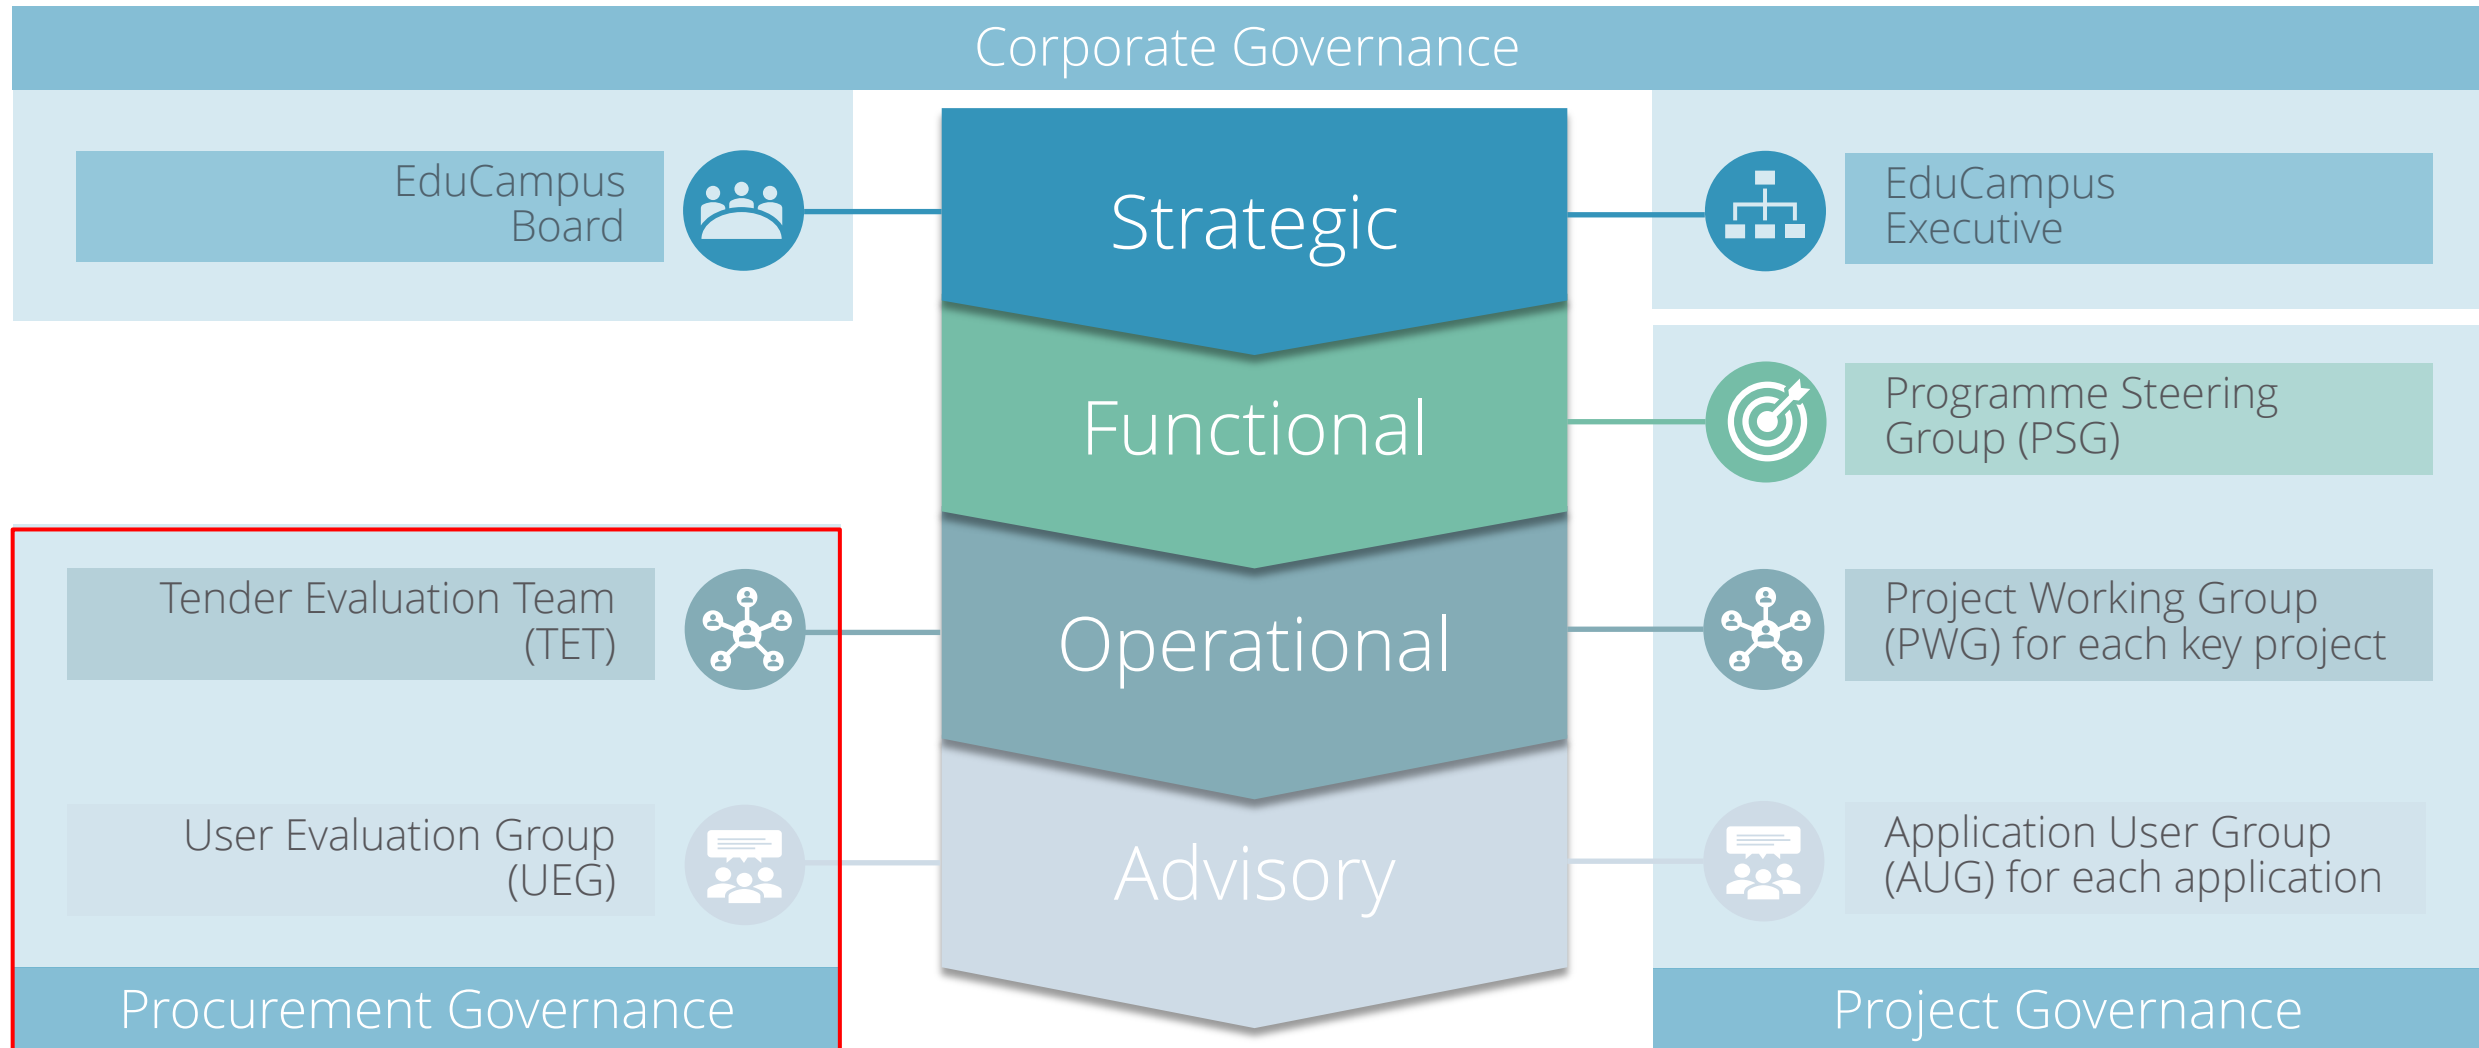 Corporate Governance
EduCampus
Board
Strategic
EduCampus
Executive
Functional
Programme Steering
Group (PSG)
Tender Evaluation Team
(TET)
Operational
Project Working Group
(PWG) for each key project
User Evaluation Group
(UEG)
Advisory
Application User Group
(AUG) for each application
Procurement Governance
Project Governance